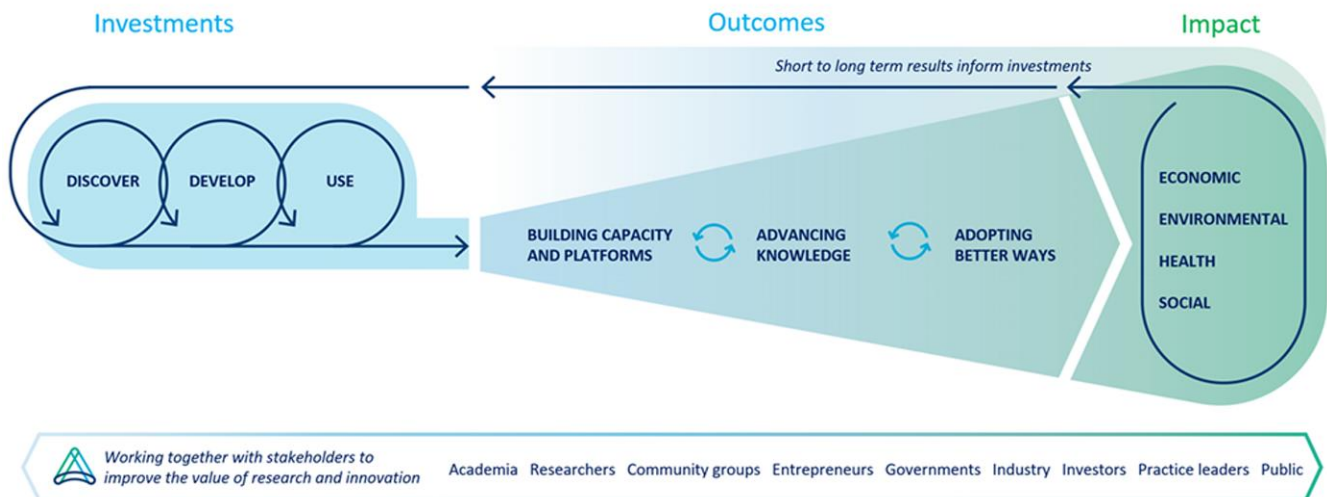 Investments
Outcomes
Impact
Short to long term results inform investments
DISCOVER
DEVELOP
USE
BUILDING CAPACITY
AND PLATFORMS
ADVANCING
KNOWLEDGE
ADOPTING
BETTER WAYS
ECONOMIC
ENVIRONMENTAL
HEALTH
SOCIAL
Working together with stakeholders to
improve the value of research and innovation
Academia Researchers Community groups Entrepreneurs Governments Industry Investors Practice leaders Public